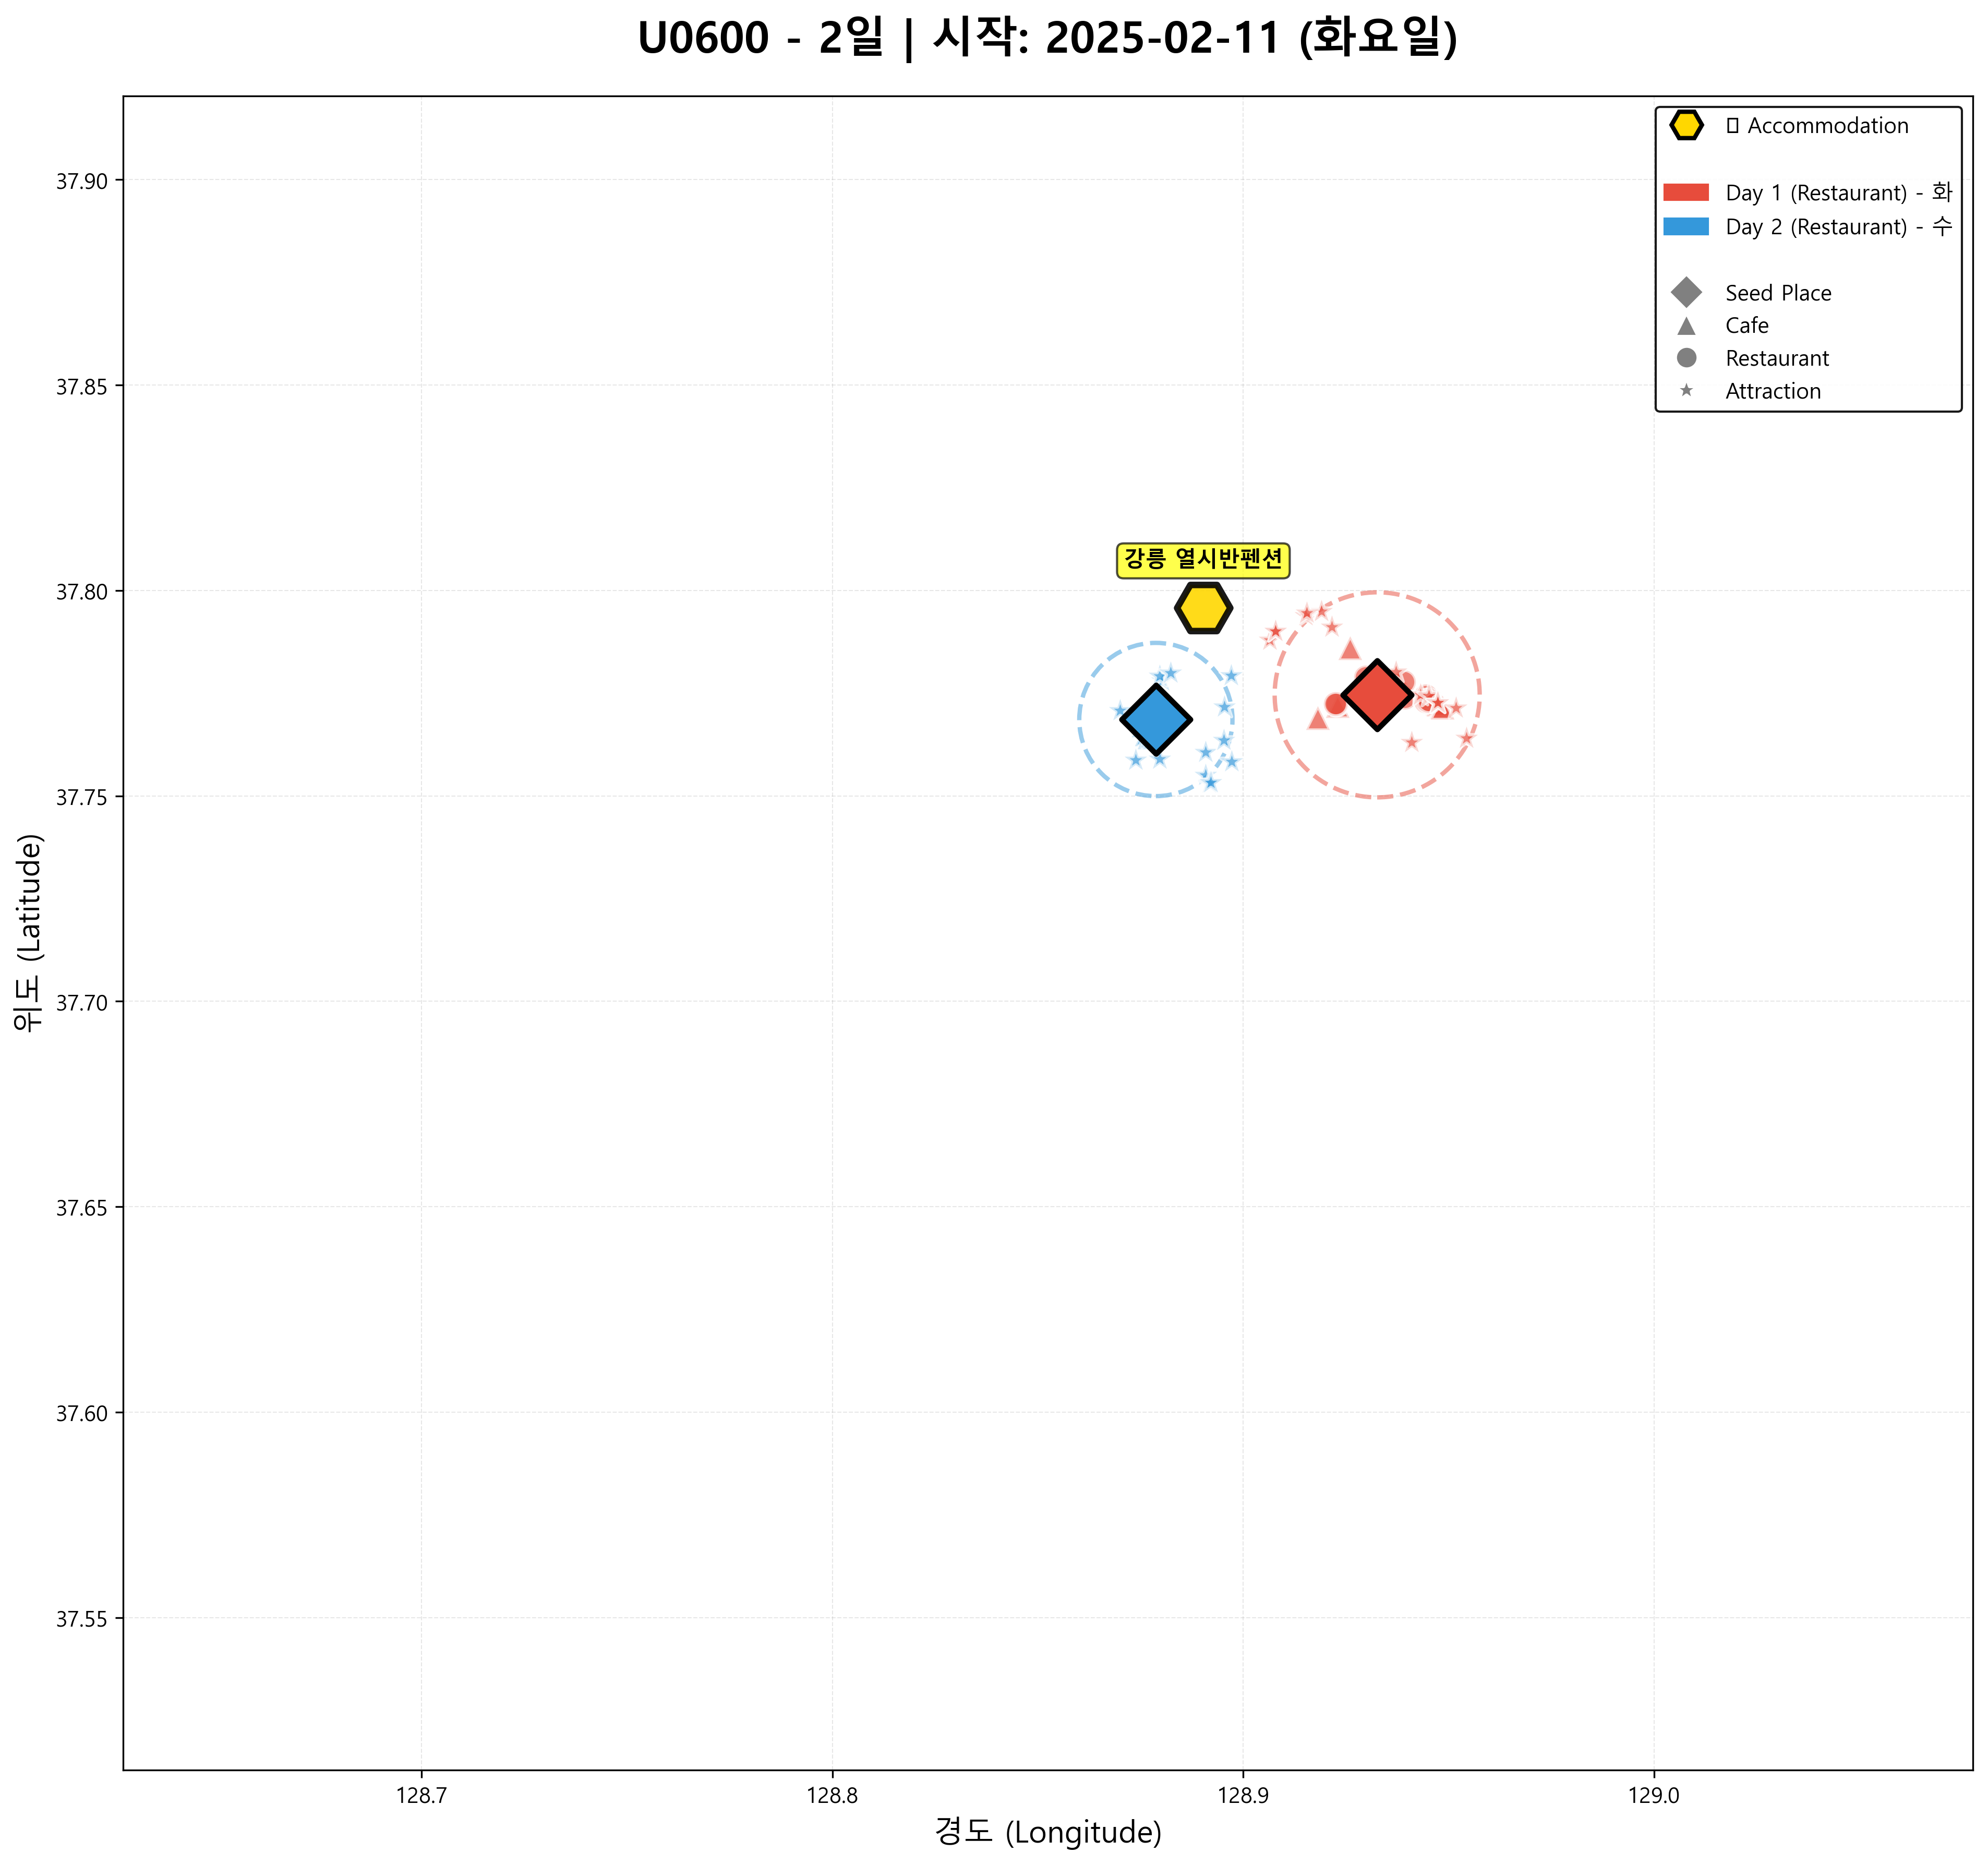 U0600 - 2일 | 시작: 2025-02-11 (화요일)
Accommodation
Day 1 (Restaurant) - 화
Day 2 (Restaurant) - 수
Seed Place
Cafe
Restaurant
Attraction
강릉 열시반펜션
37.90
37.85
37.80
37.75
37.70
37.65
37.60
37.55
위도 (Latitude)
128.7
128.8
128.9
129.0
경도 (Longitude)